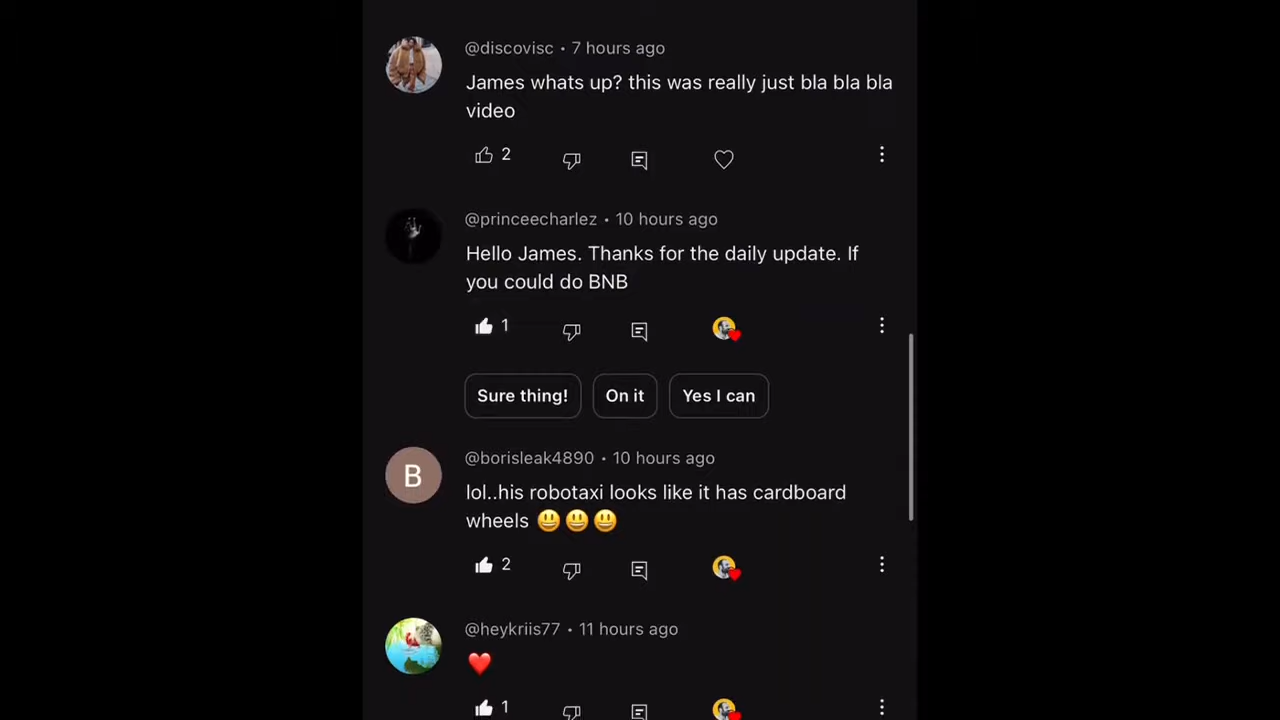 @discovisc • 7 hours ago
James whats up? this was really just bla bla bla
video
2
@princeecharlez • 10 hours ago
Hello James. Thanks for the daily update. If
you could do BNB
1
Sure thing! On it Yes I can
B
@borisleak4890 • 10 hours ago
lol..his robotaxi looks like it has cardboard
wheels 😃😃😃
2
@heykriis77 • 11 hours ago
❤️
1